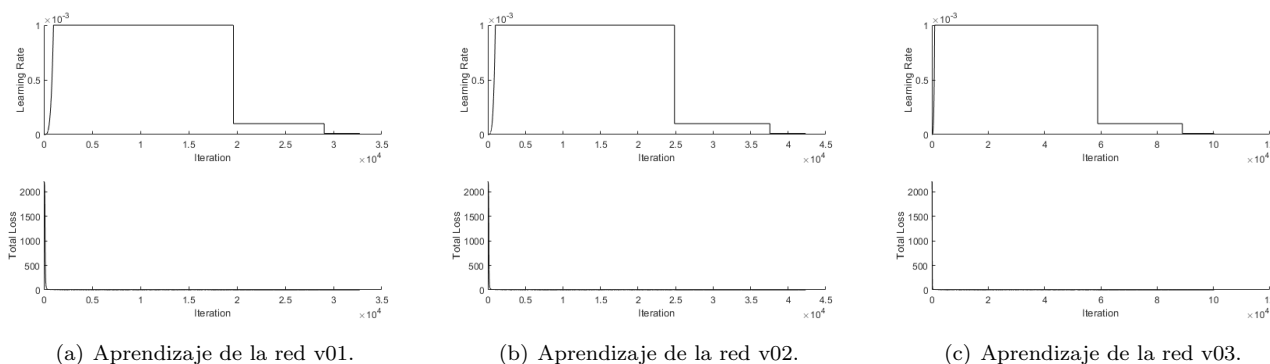 ×10⁻³
1
0.5
0
Learning Rate
0 0.5 1 1.5 2 2.5 3 3.5
Iteration
×10⁴
2000
1500
1000
500
0
Total Loss
0 0.5 1 1.5 2 2.5 3 3.5
Iteration
×10⁴
(a) Aprendizaje de la red v01.
×10⁻³
1
0.5
0
Learning Rate
0 0.5 1 1.5 2 2.5 3 3.5 4 4.5
Iteration
×10⁴
2000
1500
1000
500
0
Total Loss
0 0.5 1 1.5 2 2.5 3 3.5 4 4.5
Iteration
×10⁴
(b) Aprendizaje de la red v02.
×10⁻³
1
0.5
0
Learning Rate
0 2 4 6 8 10 12
Iteration
×10⁴
2000
1500
1000
500
0
Total Loss
0 2 4 6 8 10 12
Iteration
×10⁴
(c) Aprendizaje de la red v03.